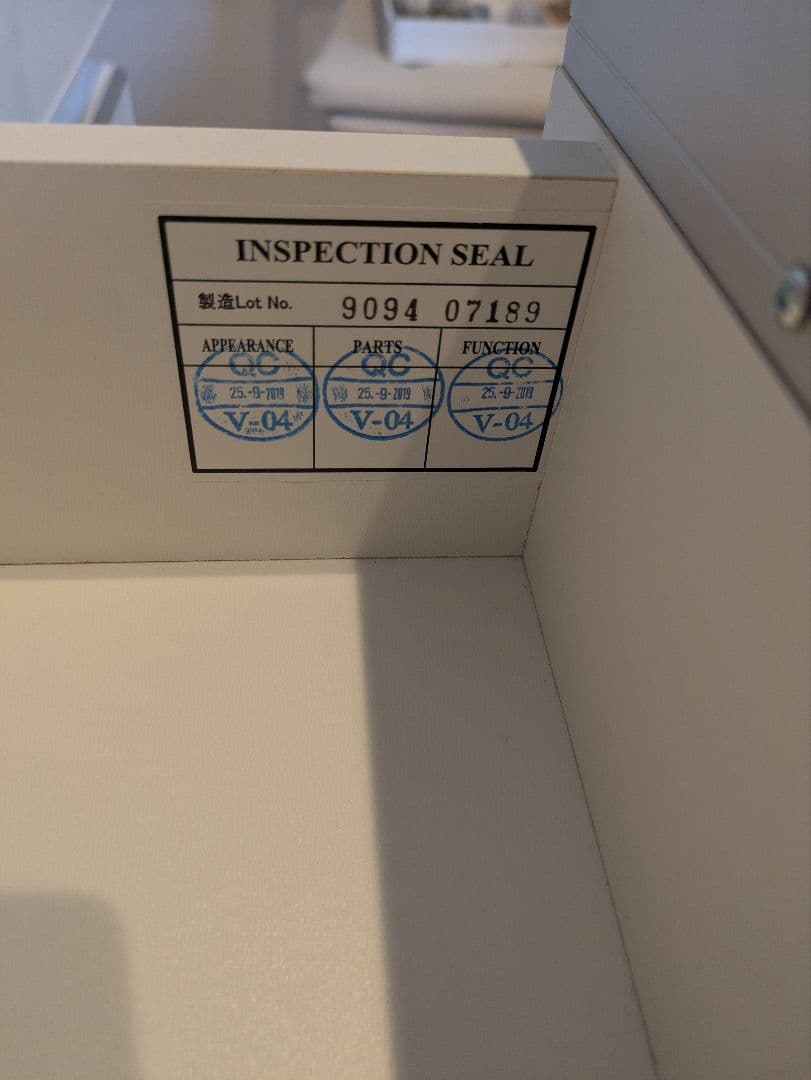 INSPECTION SEAL
製造Lot No. 9094 07189
APPEARANCE PARTS FUNCTION
QC QC QC
25.-9-2019 25.-9-2019 25.-9-2019
V-04 V-04 V-04